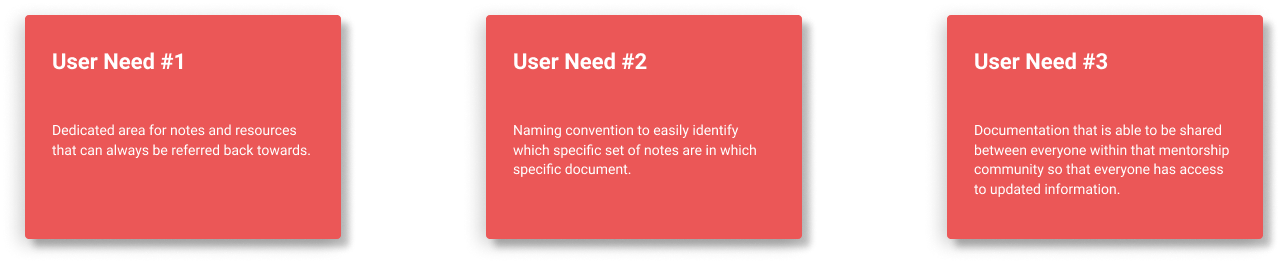 User Need #1
Dedicated area for notes and resources
that can always be referred back towards.
User Need #2
Naming convention to easily identify
which specific set of notes are in which
specific document.
User Need #3
Documentation that is able to be shared
between everyone within that mentorship
community so that everyone has access
to updated information.